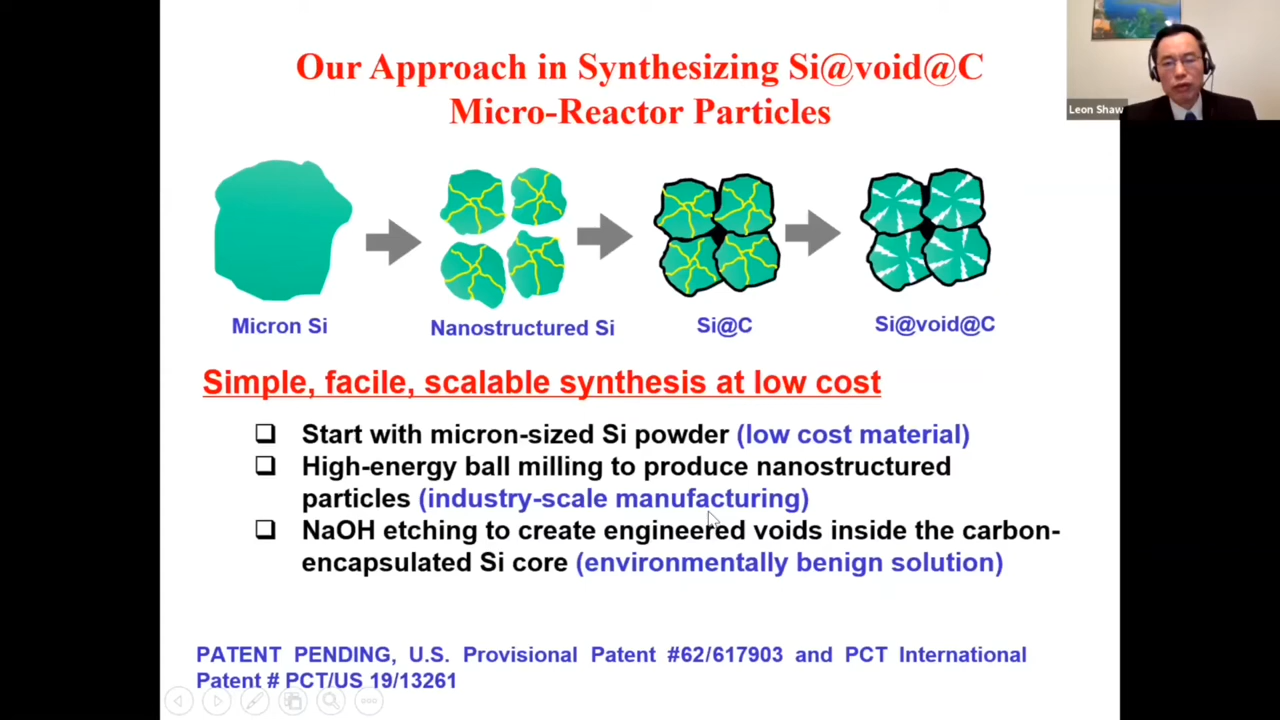 Our Approach in Synthesizing Si@void@C
Micro-Reactor Particles
Leon Shaw
Micron Si
Nanostructured Si
Si@C
Si@void@C
Simple, facile, scalable synthesis at low cost
Start with micron-sized Si powder (low cost material)
High-energy ball milling to produce nanostructured
particles (industry-scale manufacturing)
NaOH etching to create engineered voids inside the carbon-
encapsulated Si core (environmentally benign solution)
PATENT PENDING, U.S. Provisional Patent #62/617903 and PCT International
Patent # PCT/US 19/13261